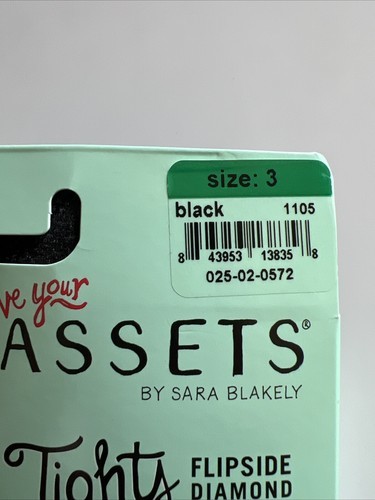 size: 3
black 1105
8 43953 13835 8
025-02-0572
ve your
ASSETS®
BY SARA BLAKELY
Tights
FLIPSIDE
DIAMOND